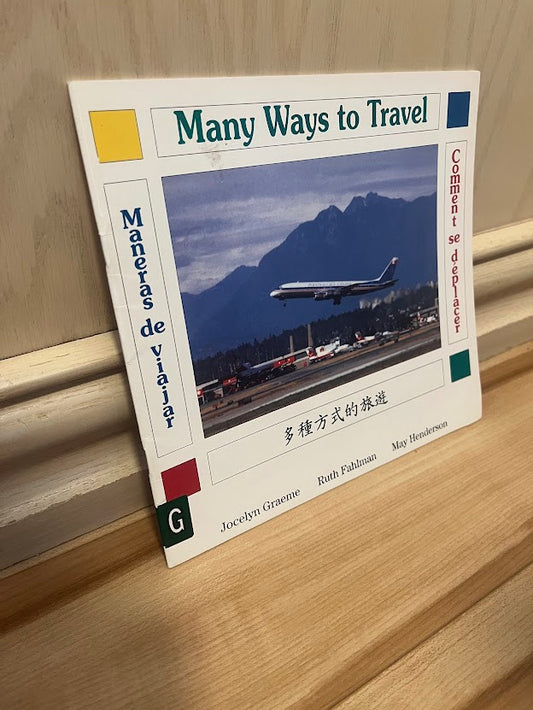 Many Ways to Travel
Maneras de viajar
Comment se déplacer
多種方式的旅遊
Jocelyn Graeme
Ruth Fahlman
May Henderson
G